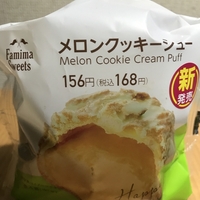 Famima
Sweets
メロンクッキーシュー
Melon Cookie Cream Puff
156円(税込168円)
新
発売